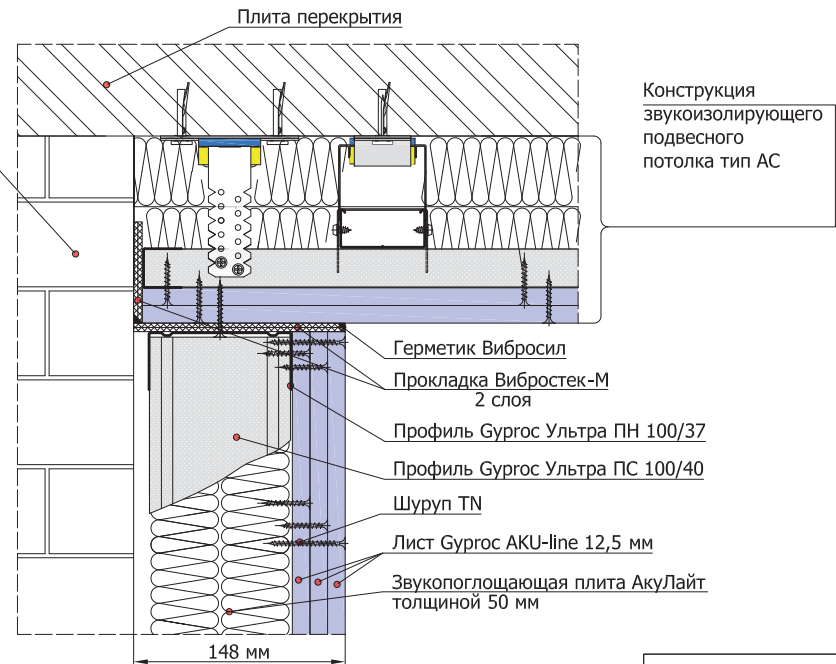 Плита перекрытия
Конструкция
звукоизолирующего
подвесного
потолка тип АС
Герметик Вибросил
Прокладка Вибростек-М
2 слоя
Профиль Gyproc Ультра ПН 100/37
Профиль Gyproc Ультра ПС 100/40
Шуруп TN
Лист Gyproc AKU-line 12,5 мм
Звукопоглощающая плита АкуЛайт
толщиной 50 мм
148 мм